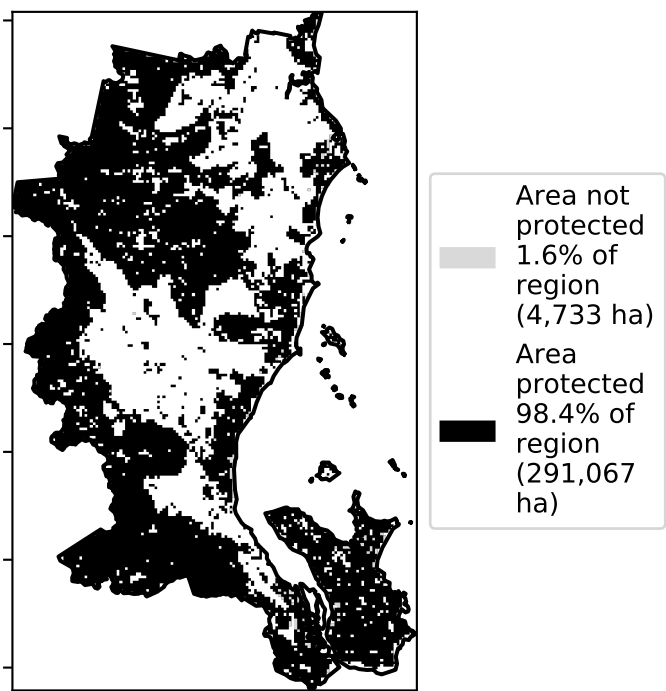 Area not
protected
1.6% of
region
(4,733 ha)
Area
protected
98.4% of
region
(291,067
ha)